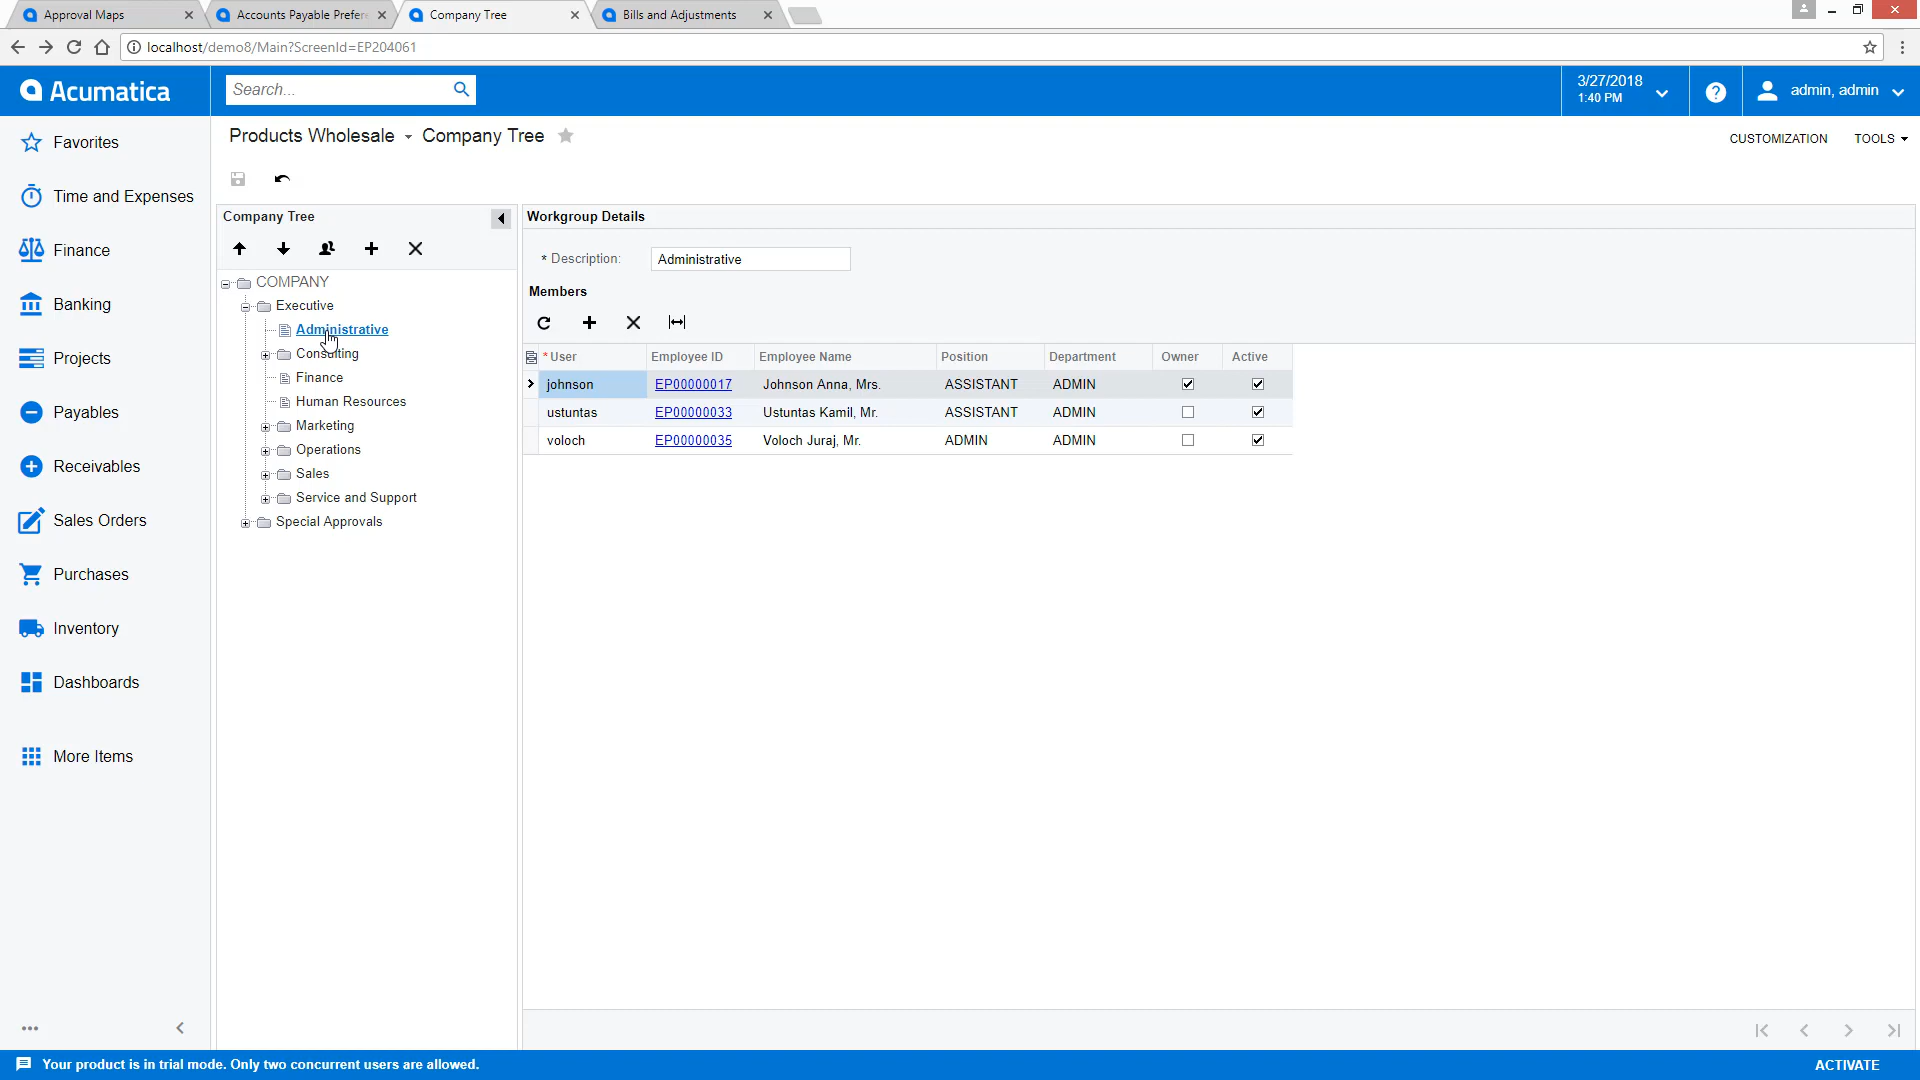 Approval Maps
Accounts Payable Prefer
Company Tree
Bills and Adjustments
localhost/demo8/Main?ScreenId=EP204061
Acumatica
Search...
3/27/2018
1:40 PM
admin, admin
Favorites
Time and Expenses
Finance
Banking
Projects
Payables
Receivables
Sales Orders
Purchases
Inventory
Dashboards
More Items
Products Wholesale
Company Tree
CUSTOMIZATION
TOOLS
Company Tree
COMPANY
Executive
Administrative
Consulting
Finance
Human Resources
Marketing
Operations
Sales
Service and Support
Special Approvals
Workgroup Details
* Description: Administrative
Members
* User Employee ID Employee Name Position Department Owner Active
johnson EP00000017 Johnson Anna, Mrs. ASSISTANT ADMIN
ustuntas EP00000033 Ustuntas Kamil, Mr. ASSISTANT ADMIN
voloch EP00000035 Voloch Juraj, Mr. ADMIN ADMIN
Your product is in trial mode. Only two concurrent users are allowed.
ACTIVATE